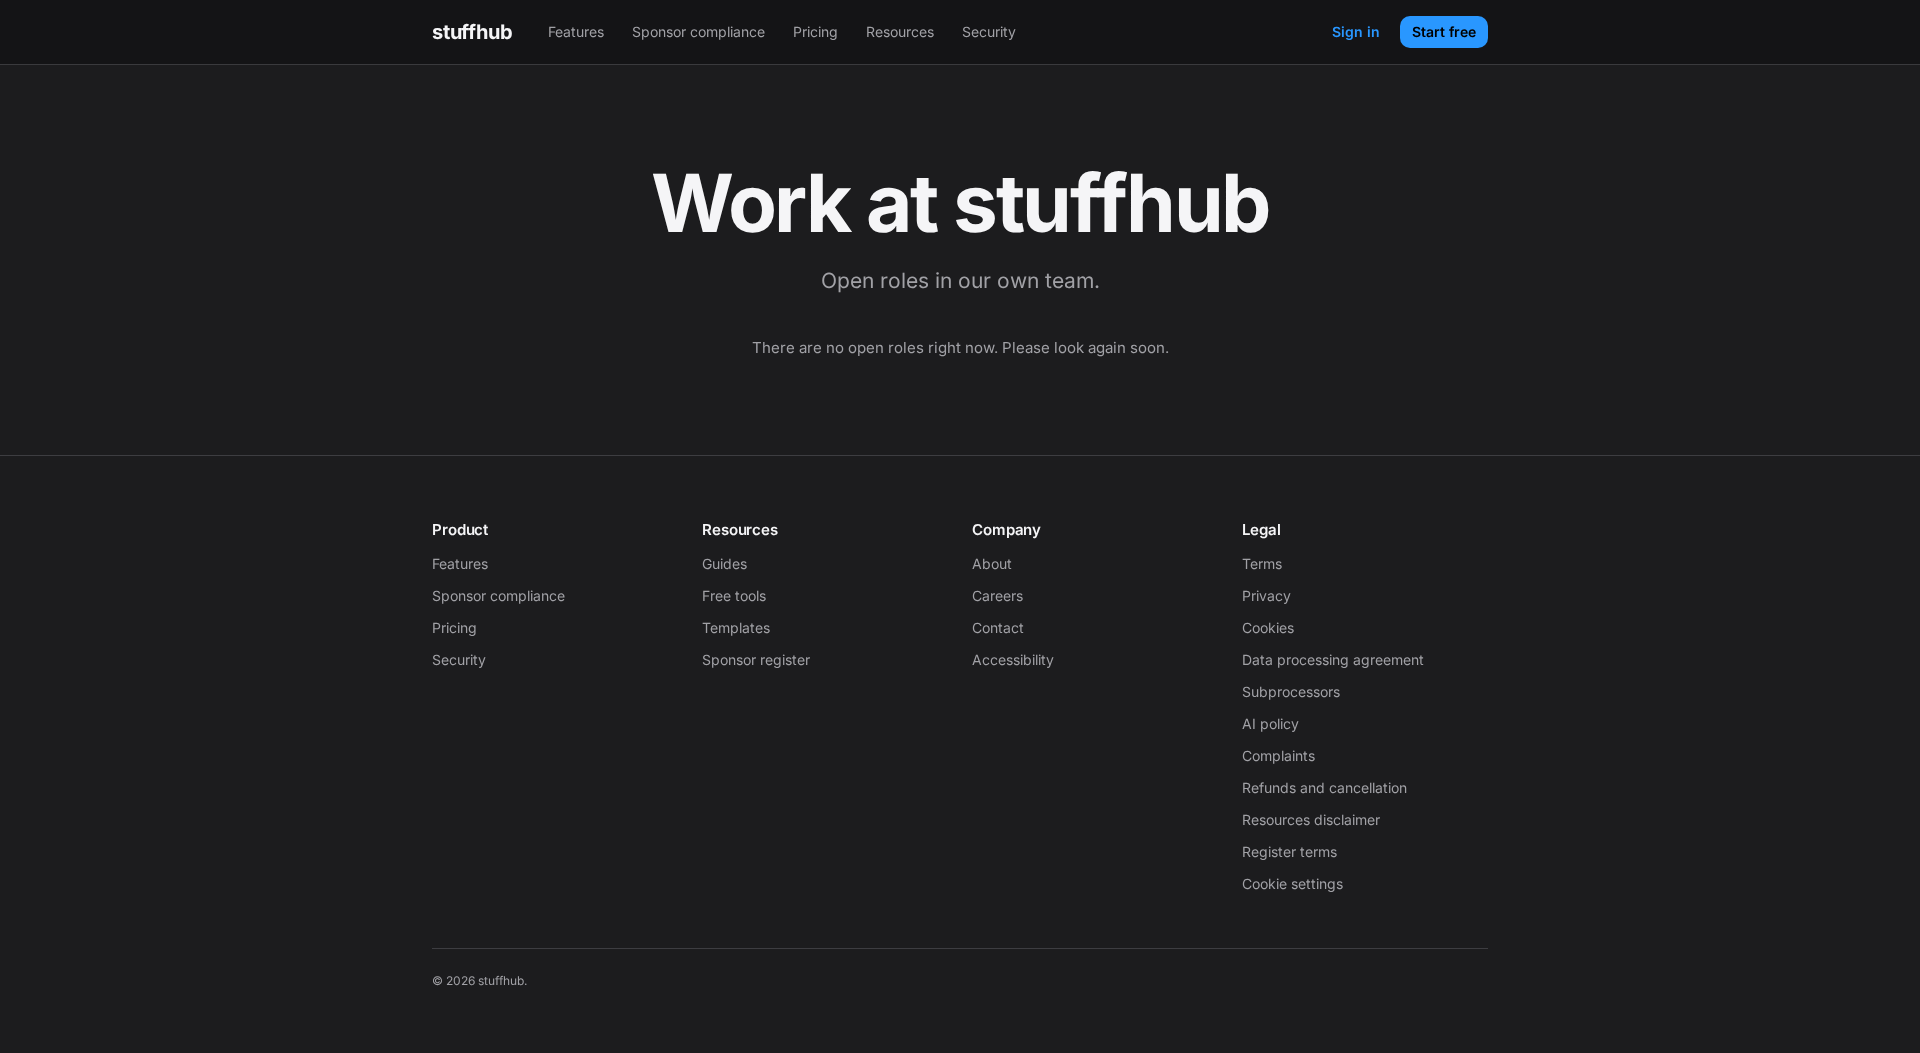 stuffhub
Features
Sponsor compliance
Pricing
Resources
Security
Sign in
Start free
Work at stuffhub
Open roles in our own team.
There are no open roles right now. Please look again soon.
Product
Features
Sponsor compliance
Pricing
Security
Resources
Guides
Free tools
Templates
Sponsor register
Company
About
Careers
Contact
Accessibility
Legal
Terms
Privacy
Cookies
Data processing agreement
Subprocessors
AI policy
Complaints
Refunds and cancellation
Resources disclaimer
Register terms
Cookie settings
© 2026 stuffhub.